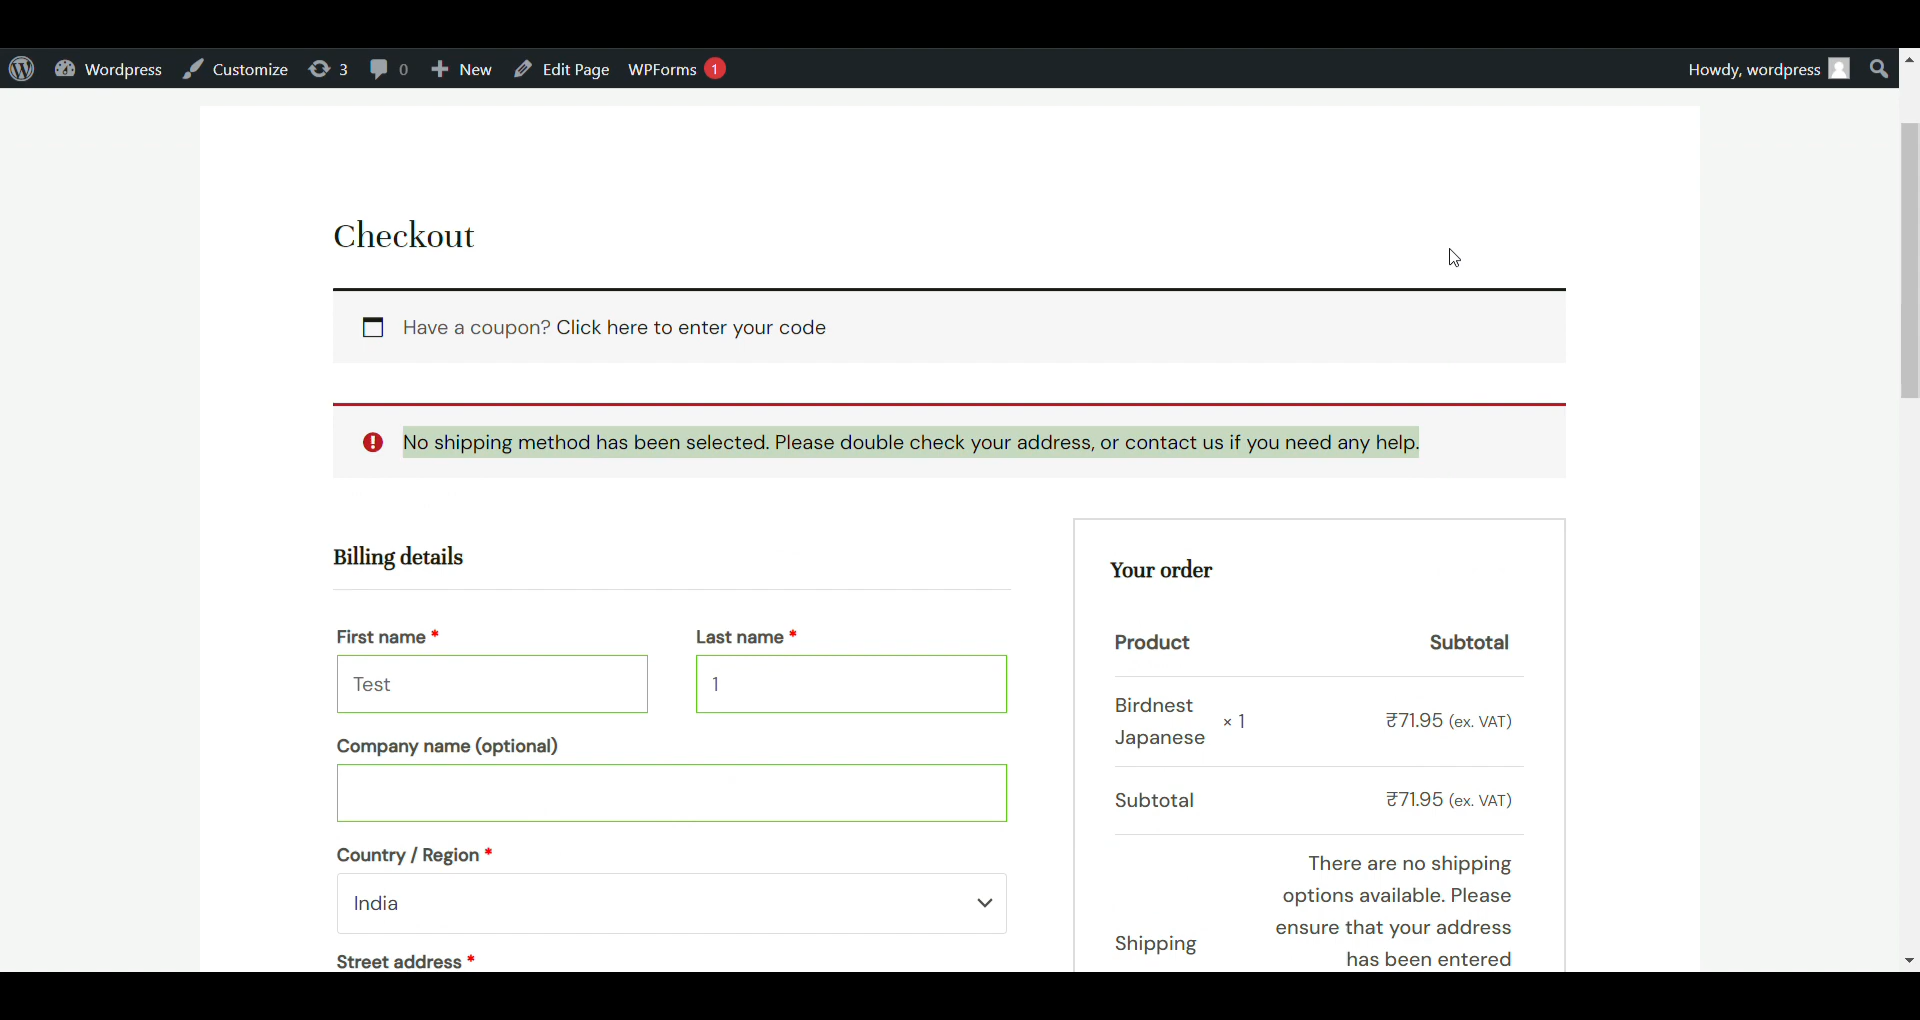 Wordpress Customize 3 0 New Edit Page WPForms 1 Howdy, wordpress
Checkout
Have a coupon? Click here to enter your code
No shipping method has been selected. Please double check your address, or contact us if you need any help.
Billing details
First name * Last name *
Test 1
Company name (optional)
Country / Region *
India
Street address *
Your order
Product Subtotal
Birdnest
Japanese × 1 ₹71.95 (ex. VAT)
Subtotal ₹71.95 (ex. VAT)
Shipping
There are no shipping
options available. Please
ensure that your address
has been entered